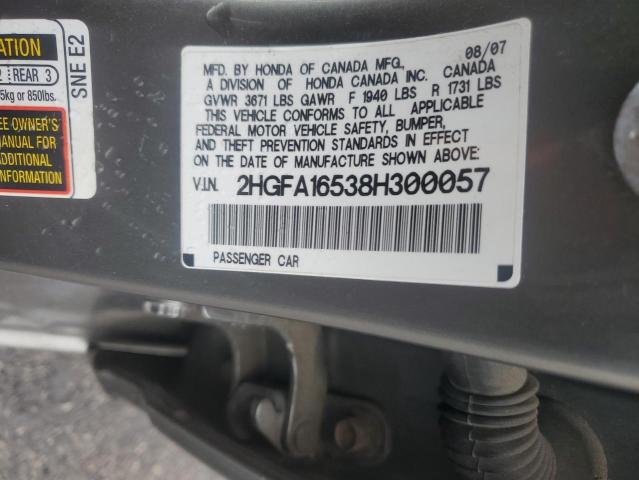 ATION
2 REAR 3
5kg or 850lbs.
EE OWNER'S
MANUAL FOR
ADDITIONAL
INFORMATION
SNE E2
08/07
MFD. BY HONDA OF CANADA MFG.,
A DIVISION OF HONDA CANADA INC. CANADA
GVWR 3671 LBS GAWR F 1940 LBS R 1731 LBS
THIS VEHICLE CONFORMS TO ALL APPLICABLE
FEDERAL MOTOR VEHICLE SAFETY, BUMPER,
AND THEFT PREVENTION STANDARDS IN EFFECT
ON THE DATE OF MANUFACTURE SHOWN ABOVE:
V.I.N. 2HGFA16538H300057
PASSENGER CAR